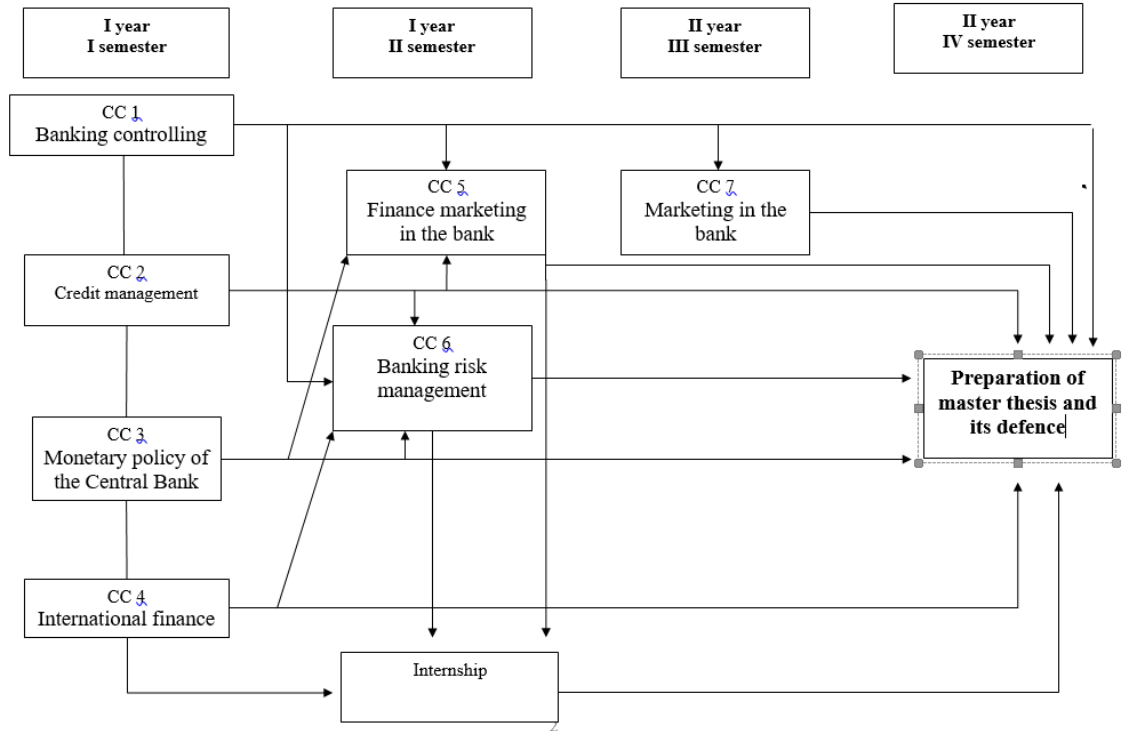 I year
I semester
I year
II semester
II year
III semester
II year
IV semester
CC 1
Banking controlling
CC 5
Finance marketing
in the bank
CC 7
Marketing in the
bank
CC 2
Credit management
CC 6
Banking risk
management
Preparation of
master thesis and
its defence
CC 3
Monetary policy of
the Central Bank
CC 4
International finance
Internship